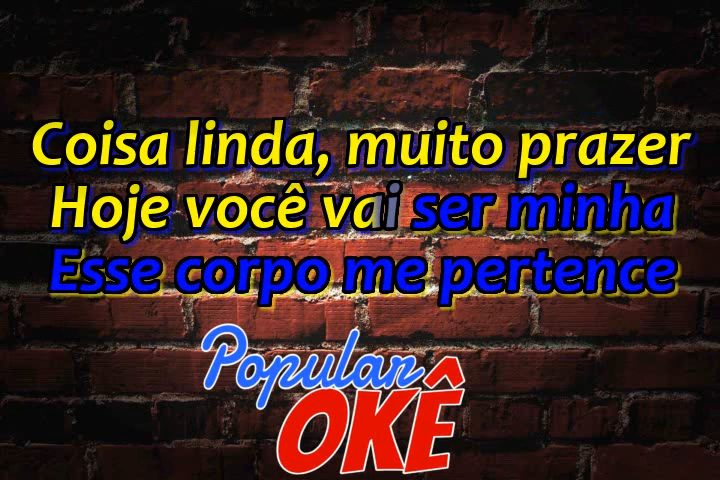 Coisa linda, muito prazer
Hoje você vai ser minha
Esse corpo me pertence
Popular
OKÊ